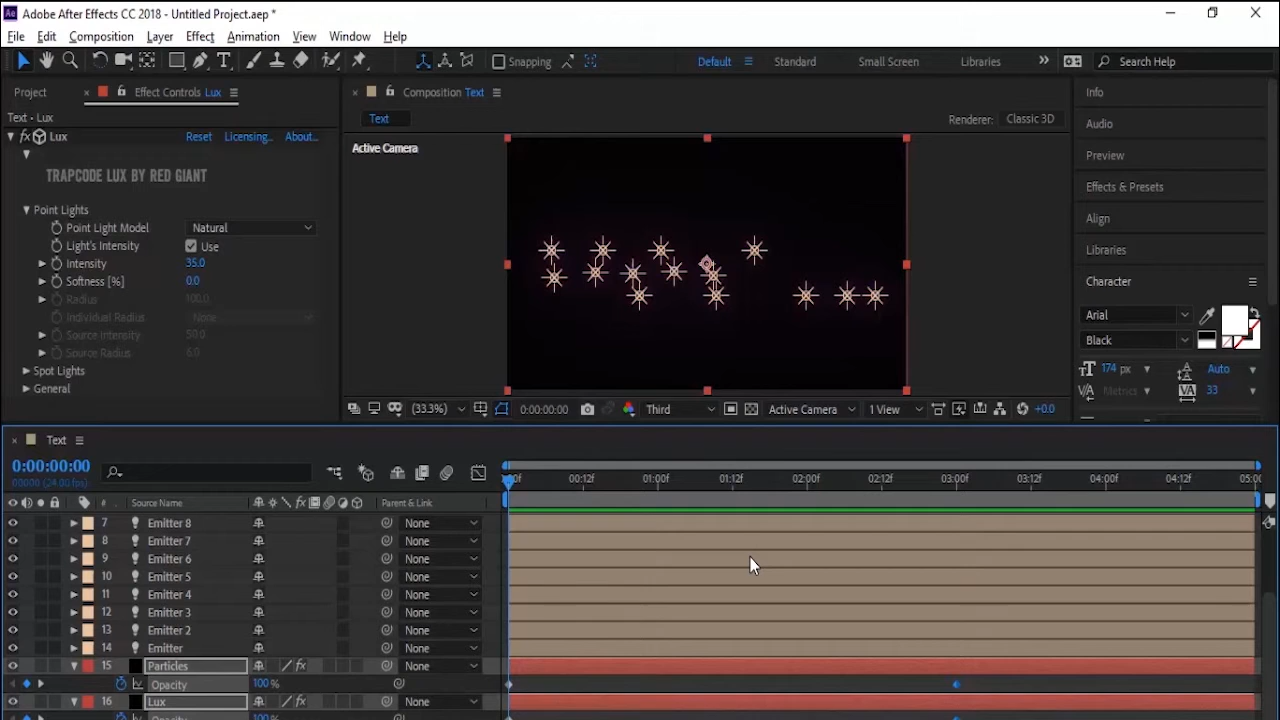 Adobe After Effects CC 2018 - Untitled Project.aep *
File Edit Composition Layer Effect Animation View Window Help
Snapping Default Standard Small Screen Libraries Search Help
Project Effect Controls Lux Composition Text Info
Text - Lux Text Renderer: Classic 3D Audio
fx Lux Reset Licensing... About... Active Camera Preview
TRAPCODE LUX BY RED GIANT Effects & Presets
Point Lights Align
Point Light Model Natural
Light's Intensity Use Libraries
Intensity 35.0
Softness [%] 0.0 Character
Radius 100.0
Individual Radius None Arial
Source Intensity 50.0 Black
Source Radius 6.0
Spot Lights 174 px Auto
General Metrics 33
(33.3%) 0:00:00:00 Third Active Camera 1 View +0.0
Text
0:00:00:00
00000 (24.00 fps) 00:12f 01:00f 01:12f 02:00f 02:12f 03:00f 03:12f 04:00f 04:12f
# Source Name Parent & Link
7 Emitter 8 None
8 Emitter 7 None
9 Emitter 6 None
10 Emitter 5 None
11 Emitter 4 None
12 Emitter 3 None
13 Emitter 2 None
14 Emitter None
15 Particles fx None
Opacity 100 %
16 Lux fx None